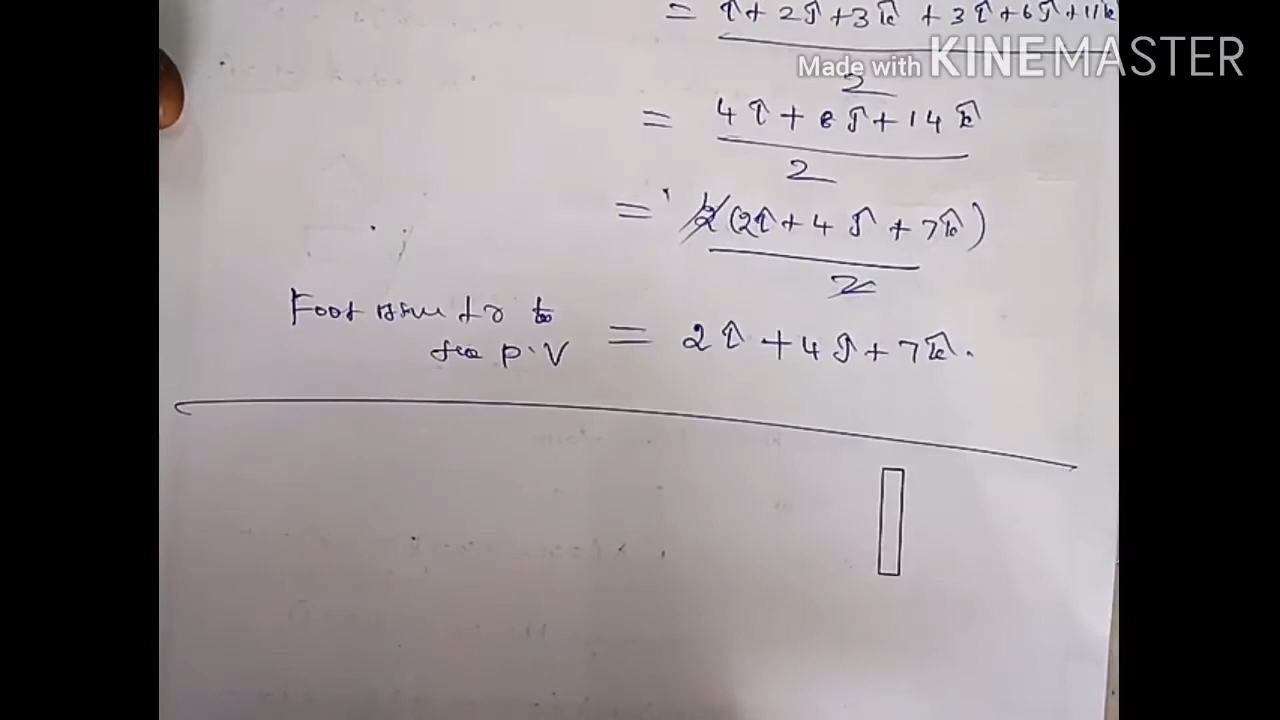 = î + 2ĵ + 3k̂ + 3î + 6ĵ + 11k̂
Made with KINEMASTER
2
= 4î + 8ĵ + 14k̂
2
= 2(2î + 4ĵ + 7k̂)
2
Foot
P.V = 2î + 4ĵ + 7k̂.